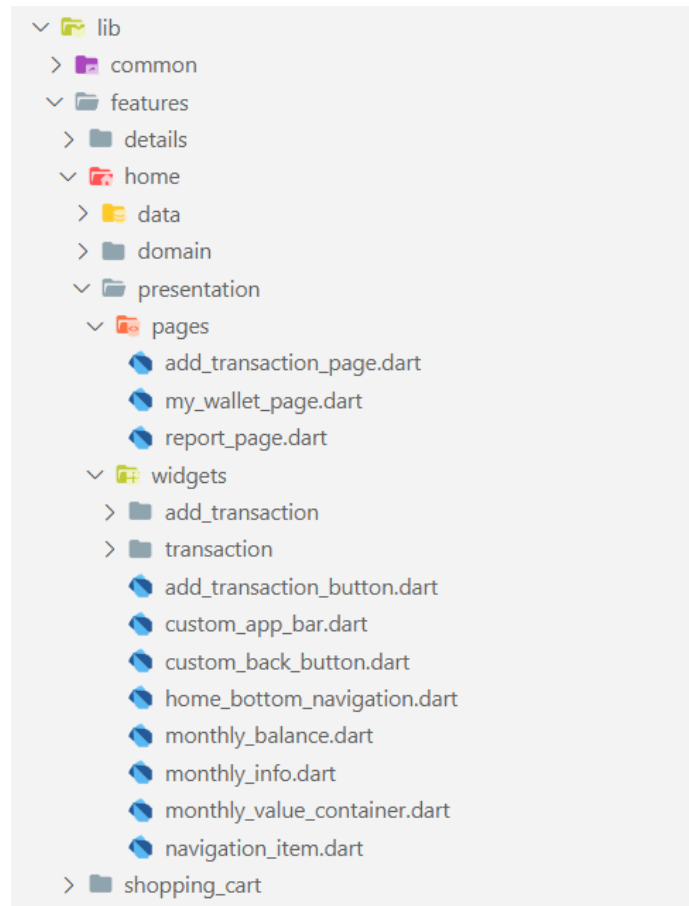 lib
common
features
details
home
data
domain
presentation
pages
add_transaction_page.dart
my_wallet_page.dart
report_page.dart
widgets
add_transaction
transaction
add_transaction_button.dart
custom_app_bar.dart
custom_back_button.dart
home_bottom_navigation.dart
monthly_balance.dart
monthly_info.dart
monthly_value_container.dart
navigation_item.dart
shopping_cart